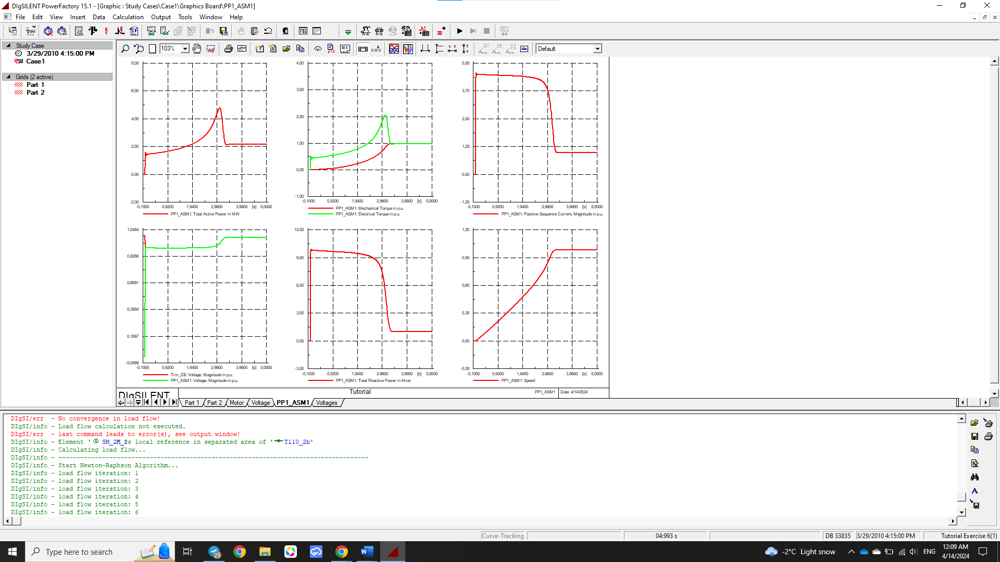 DIgSILENT PowerFactory 15.1 - [Graphic : Study Cases\Case1\Graphics Board\PP1_ASM1]
File Edit View Insert Data Calculation Output Tools Window Help
Study Case
3/29/2010 4:15:00 PM
Case1
Grids (2 active)
Part 1
Part 2
103%
Default
8,00
6,00
4,00
2,00
0,00
-2,00
-0,1000 0,9200 1,9400 2,9600 3,9800 [s] 5,0000
PP1_ASM1: Total Active Power in MW
4,00
3,00
2,00
1,00
0,00
-1,00
-0,1000 0,9200 1,9400 2,9600 3,9800 [s] 5,0000
PP1_ASM1: Mechanical Torque in p.u.
PP1_ASM1: Electrical Torque in p.u.
5,00
3,75
2,50
1,25
0,00
-1,25
-0,1000 0,9200 1,9400 2,9600 3,9800 [s] 5,0000
PP1_ASM1: Positive-Sequence Current, Magnitude in p.u.
1,0484
0,8288
0,6091
0,3894
0,1697
-0,0499
-0,1000 0,9200 1,9400 2,9600 3,9800 [s] 5,0000
Trm_EB: Voltage, Magnitude in p.u.
PP1_ASM1: Voltage, Magnitude in p.u.
12,00
9,00
6,00
3,00
0,00
-3,00
-0,1000 0,9200 1,9400 2,9600 3,9800 [s] 5,0000
PP1_ASM1: Total Reactive Power in Mvar
1,20
0,90
0,60
0,30
0,00
-0,30
-0,1000 0,9200 1,9400 2,9600 3,9800 [s] 5,0000
PP1_ASM1: Speed
DIgSILENT Tutorial PP1_ASM1 Date: 4/14/2024
Part 1 Part 2 Motor Voltage PP1_ASM1 Voltages
DIgSI/err - No convergence in load flow!
DIgSI/info - Load flow calculation not executed.
DIgSI/err - last command leads to error(s), see output window!
DIgSI/info - Element ' is local reference in separated area of ' T110_2b'
DIgSI/info - Calculating load flow...
DIgSI/info - --------------------------------------------------------------------------------
DIgSI/info - Start Newton-Raphson Algorithm...
DIgSI/info - load flow iteration: 1
DIgSI/info - load flow iteration: 2
DIgSI/info - load flow iteration: 3
DIgSI/info - load flow iteration: 4
DIgSI/info - load flow iteration: 5
DIgSI/info - load flow iteration: 6
Curve-Tracking 04:993 s DB 33835 3/29/2010 4:15:00 PM Tutorial Exercise 6(1)
Type here to search
29
-2°C Light snow
ENG
12:09 AM
4/14/2024